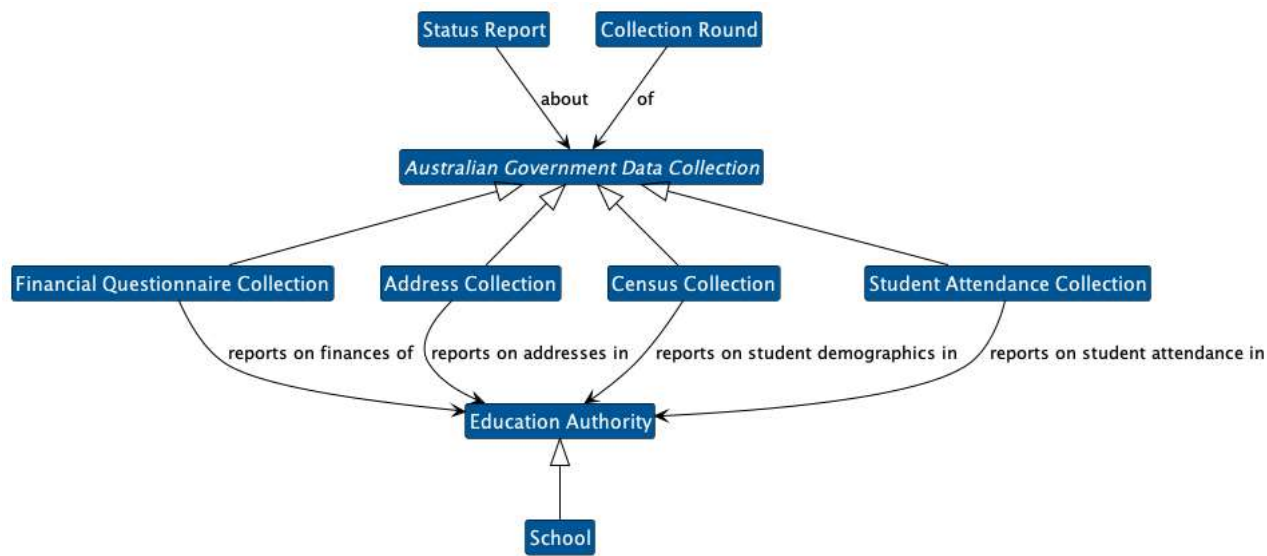 Status Report
Collection Round
about
of
Australian Government Data Collection
Financial Questionnaire Collection
Address Collection
Census Collection
Student Attendance Collection
reports on finances of
reports on addresses in
reports on student demographics in
reports on student attendance in
Education Authority
School